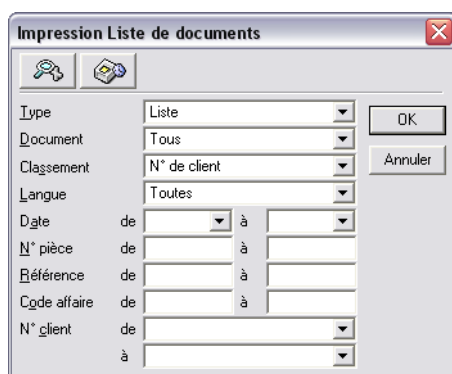 Impression Liste de documents
Type Liste OK
Document Tous
Classement N° de client Annuler
Langue Toutes
Date de à
N° pièce de à
Référence de à
Code affaire de à
N° client de
à